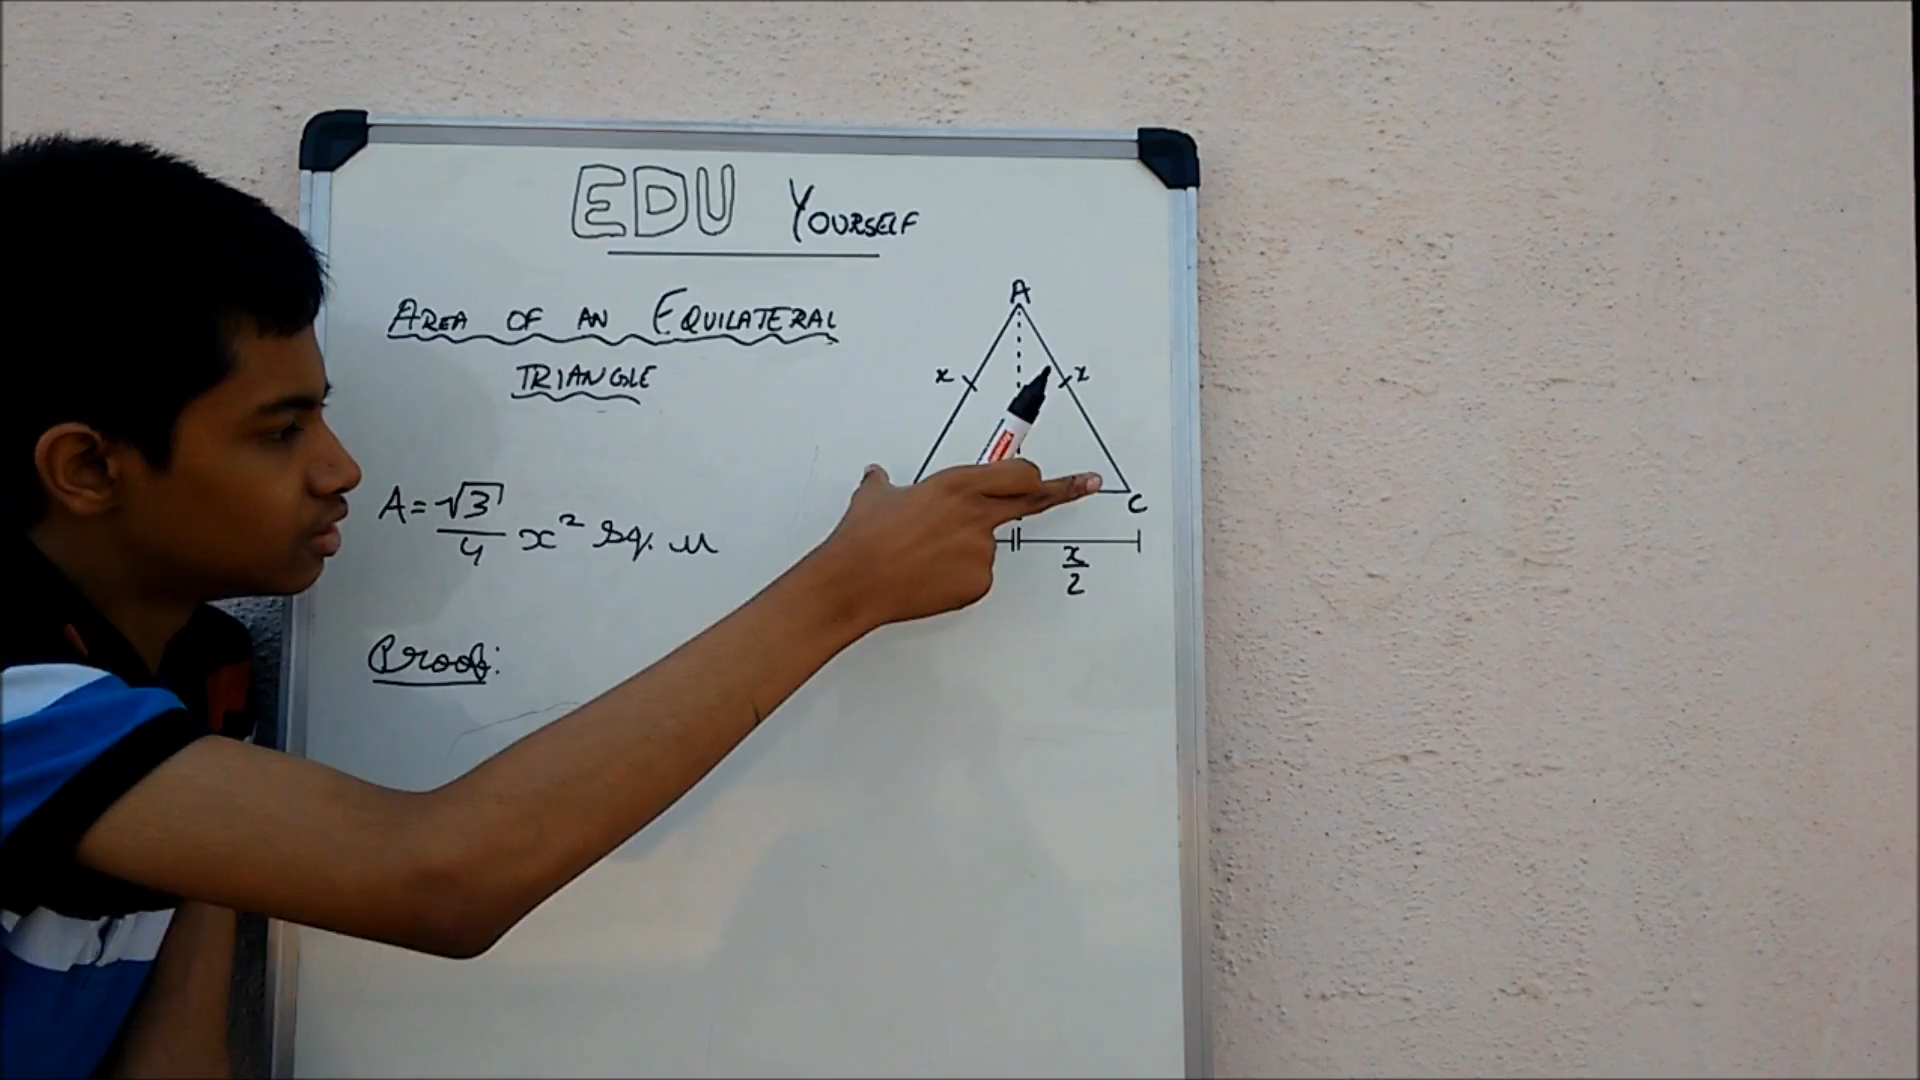 EDU YOURSELF
AREA OF AN EQUILATERAL
TRIANGLE
A
x x
C
A = √3/4 x² sq. u
x/2
Proof: